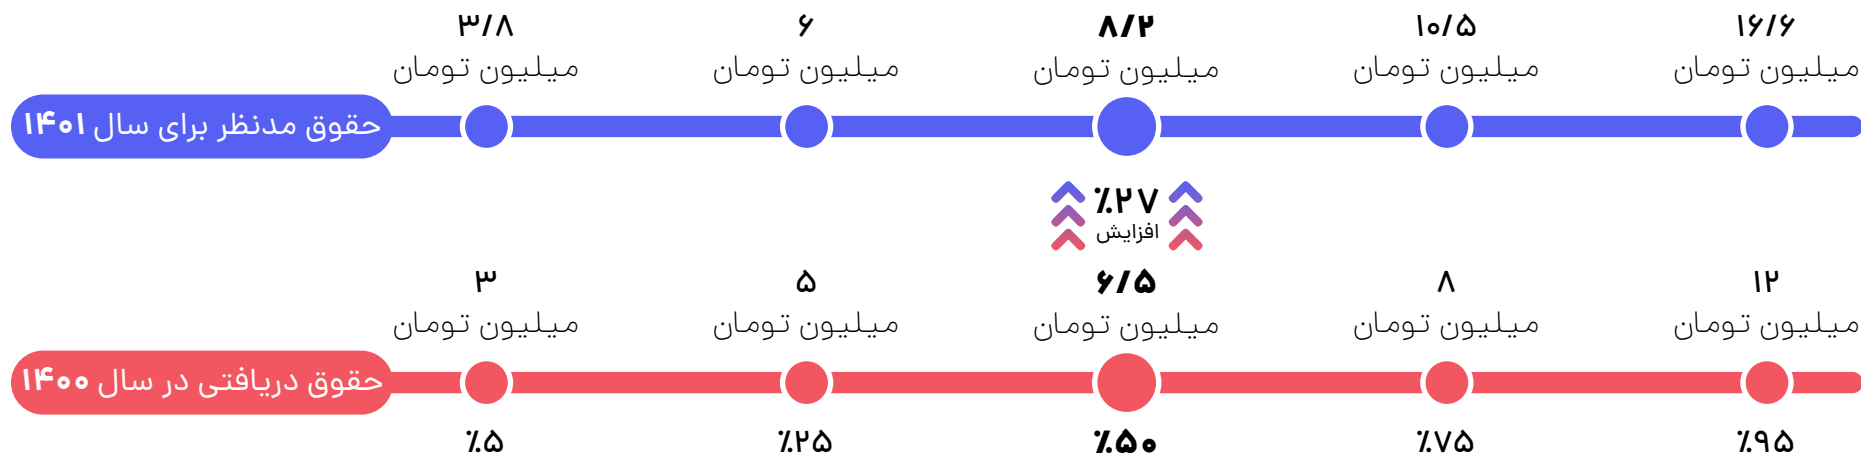 ۳/۸
میلیون تومان
۶
میلیون تومان
۸/۲
میلیون تومان
۱۰/۵
میلیون تومان
۱۶/۶
میلیون تومان
حقوق مدنظر برای سال ۱۴۰۱
٪۲۷
افزایش
۳
میلیون تومان
۵
میلیون تومان
۶/۵
میلیون تومان
۸
میلیون تومان
۱۲
میلیون تومان
حقوق دریافتی در سال ۱۴۰۰
٪۵
٪۲۵
٪۵۰
٪۷۵
٪۹۵